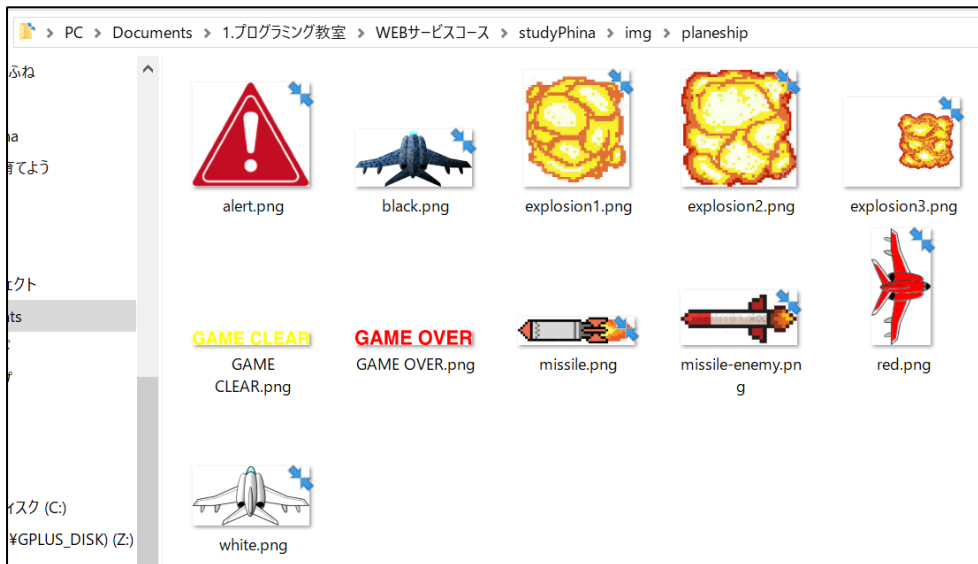 PC > Documents > 1.プログラミング教室 > WEBサービスコース > studyPhina > img > planeship
ふね
na
育てよう
ェクト
nts
alert.png
black.png
explosion1.png
explosion2.png
explosion3.png
GAME CLEAR
GAME OVER
GAME
CLEAR.png
GAME OVER.png
missile.png
missile-enemy.pn
g
red.png
ィスク (C:)
¥GPLUS_DISK) (Z:)
white.png